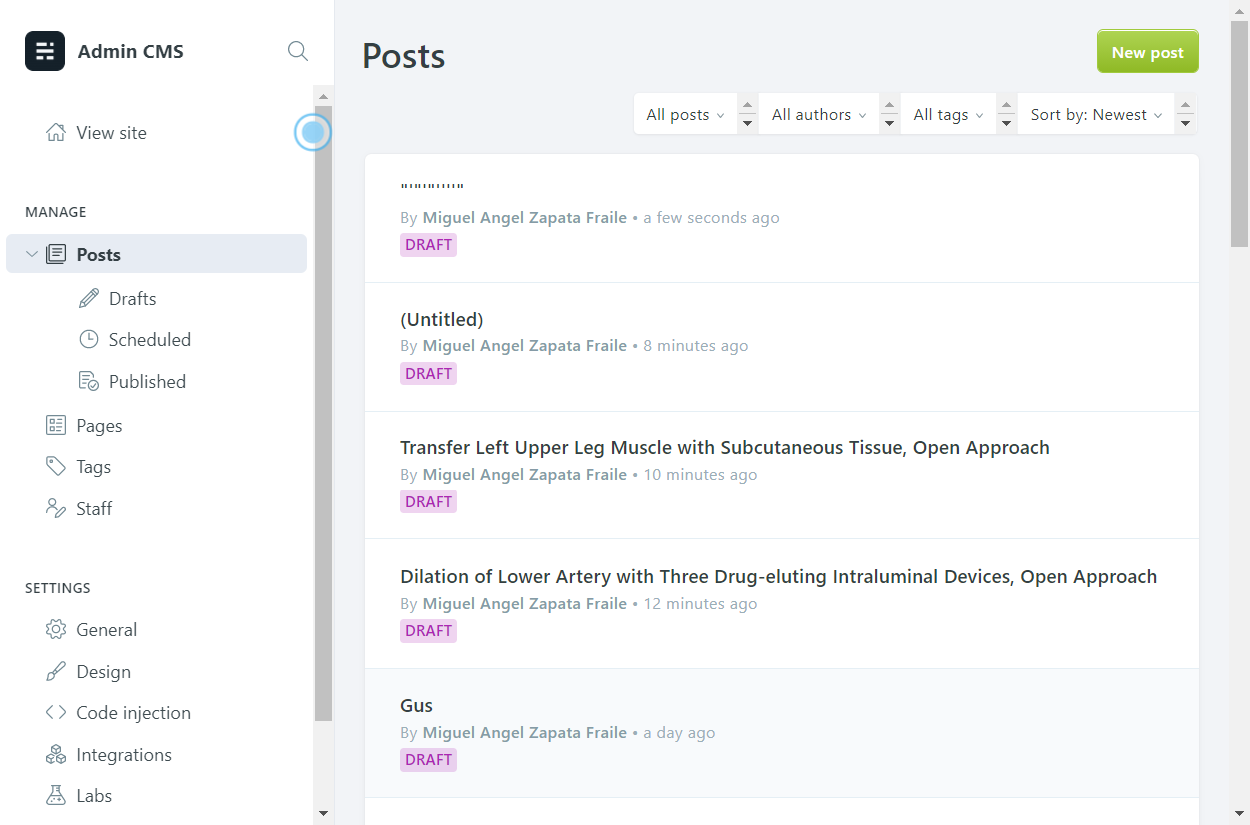 Admin CMS
View site
MANAGE
Posts
Drafts
Scheduled
Published
Pages
Tags
Staff
SETTINGS
General
Design
Code injection
Integrations
Labs
Posts
New post
All posts
All authors
All tags
Sort by: Newest
By Miguel Angel Zapata Fraile • a few seconds ago
DRAFT
(Untitled)
By Miguel Angel Zapata Fraile • 8 minutes ago
DRAFT
Transfer Left Upper Leg Muscle with Subcutaneous Tissue, Open Approach
By Miguel Angel Zapata Fraile • 10 minutes ago
DRAFT
Dilation of Lower Artery with Three Drug-eluting Intraluminal Devices, Open Approach
By Miguel Angel Zapata Fraile • 12 minutes ago
DRAFT
Gus
By Miguel Angel Zapata Fraile • a day ago
DRAFT